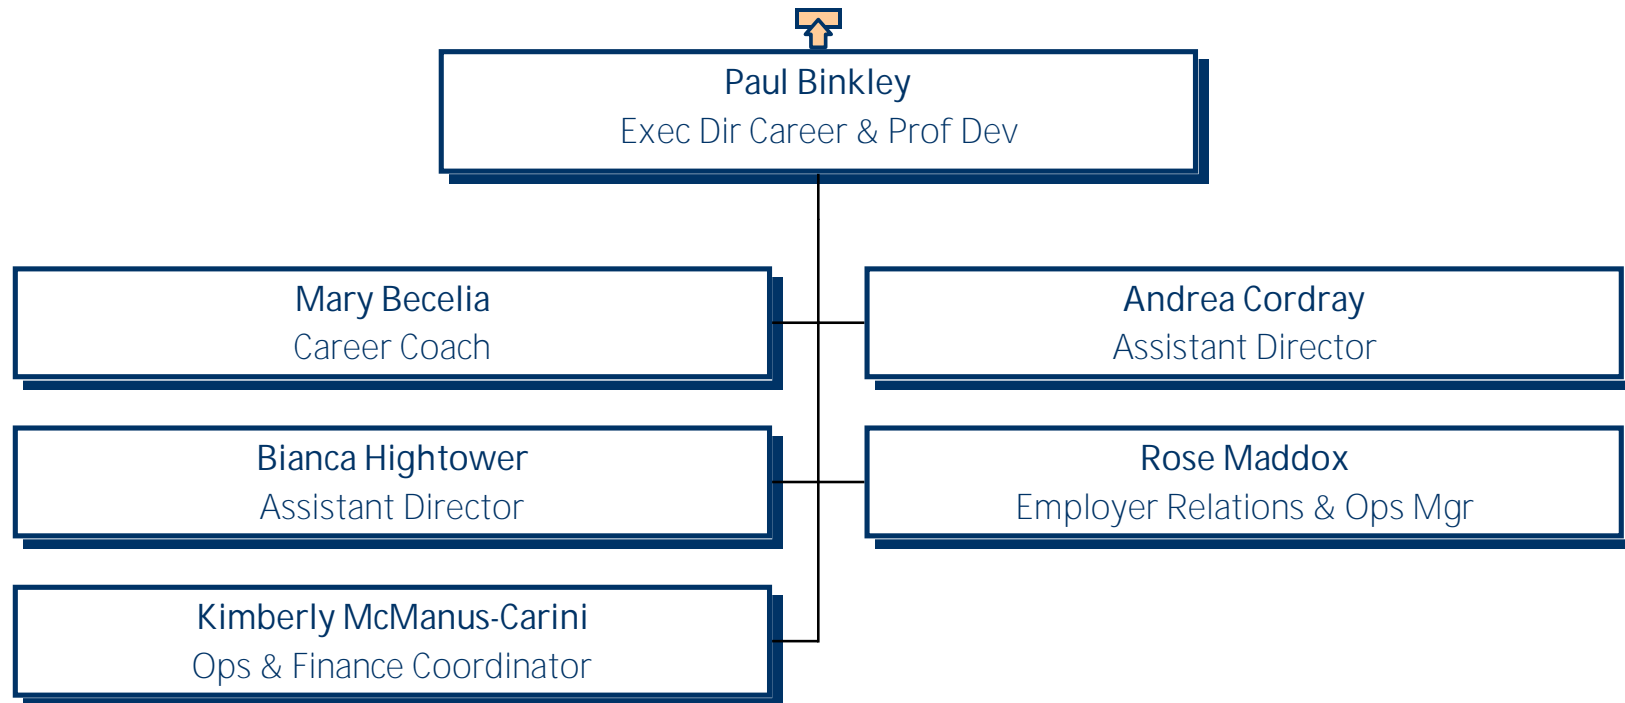 Paul Binkley
Exec Dir Career & Prof Dev
Mary Becelia
Career Coach
Andrea Cordray
Assistant Director
Bianca Hightower
Assistant Director
Rose Maddox
Employer Relations & Ops Mgr
Kimberly McManus-Carini
Ops & Finance Coordinator